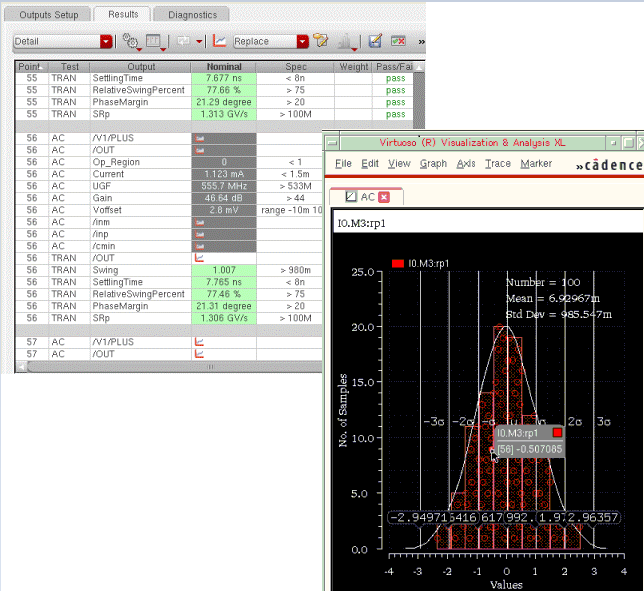 Outputs Setup Results Diagnostics
Detail Replace »
Point Test Output Nominal Spec Weight Pass/Fai
55 TRAN SettlingTime 7.677 ns < 8n pass
55 TRAN RelativeSwingPercent 77.66 % > 75 pass
55 TRAN PhaseMargin 21.29 degree > 20 pass
55 TRAN SRp 1.313 GV/s > 100M pass
56 AC /V1/PLUS
56 AC /OUT
56 AC Op_Region 0 < 1
56 AC Current 1.123 mA < 1.5m
56 AC UGF 555.7 MHz > 533M
56 AC Gain 46.64 dB > 44
56 AC Voffset 2.8 mV range -10m 10
56 AC /inm
56 AC /inp
56 AC /cmin
56 TRAN /OUT
56 TRAN Swing 1.007 > 980m
56 TRAN SettlingTime 7.765 ns < 8n
56 TRAN RelativeSwingPercent 77.46 % > 75
56 TRAN PhaseMargin 21.31 degree > 20
56 TRAN SRp 1.306 GV/s > 100M
57 AC /V1/PLUS
57 AC /OUT
Virtuoso (R) Visualization & Analysis XL
File Edit View Graph Axis Trace Marker » cādence
AC
I0.M3:rp1
I0.M3:rp1
Number = 100
Mean = 6.92967m
Std Dev = 985.547m
25.0
20.0
15.0
10.0
5.0
0.0
No. of Samples
-3σ -2σ -σ 2σ 3σ
I0.M3:rp1
[56] -0.507085
-4 -3 -2 -1 0 1 2 3 4
Values